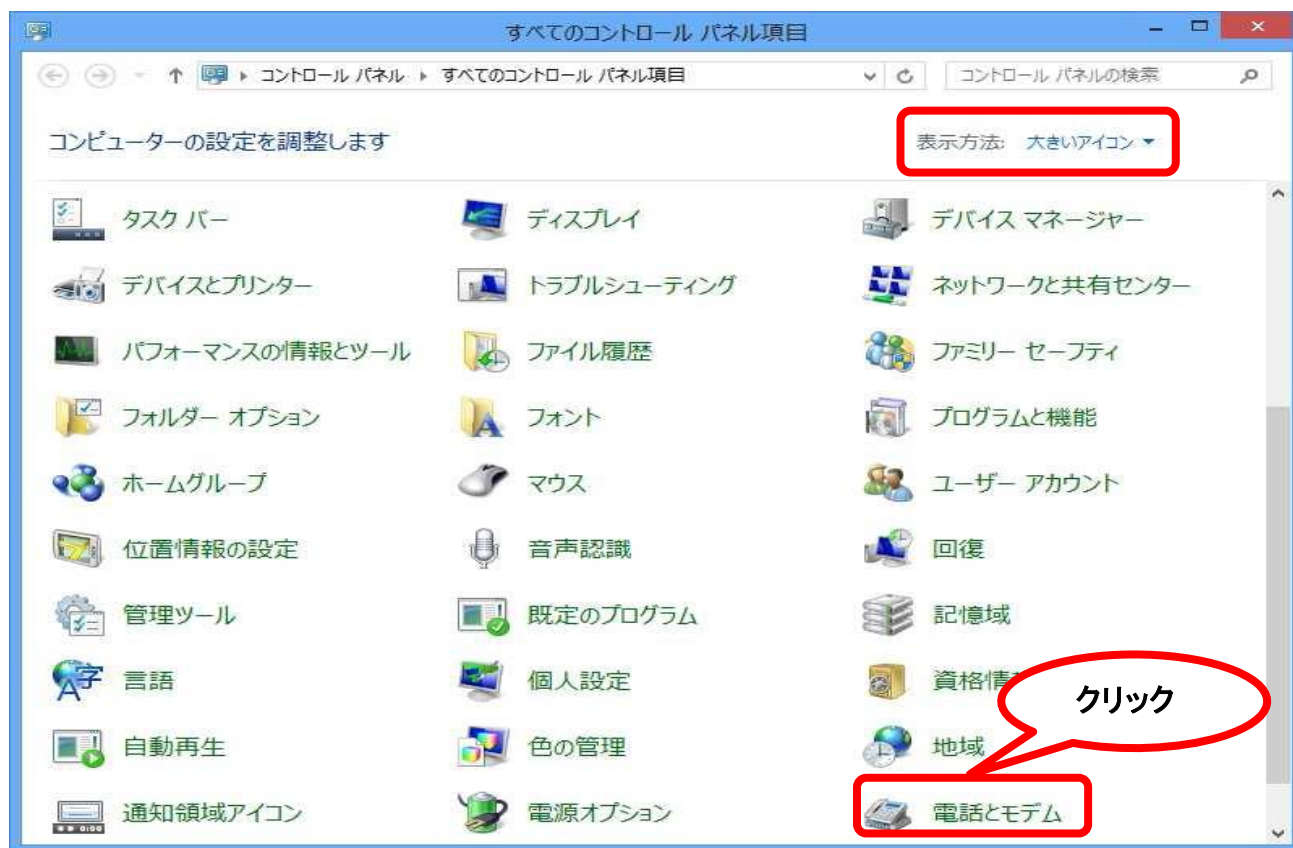 すべてのコントロール パネル項目
コントロール パネル すべてのコントロール パネル項目 コントロール パネルの検索
コンピューターの設定を調整します 表示方法: 大きいアイコン
タスク バー ディスプレイ デバイス マネージャー
デバイスとプリンター トラブルシューティング ネットワークと共有センター
パフォーマンスの情報とツール ファイル履歴 ファミリー セーフティ
フォルダー オプション フォント プログラムと機能
ホームグループ マウス ユーザー アカウント
位置情報の設定 音声認識 回復
管理ツール 既定のプログラム 記憶域
言語 個人設定 資格情
クリック
自動再生 色の管理 地域
通知領域アイコン 電源オプション 電話とモデム